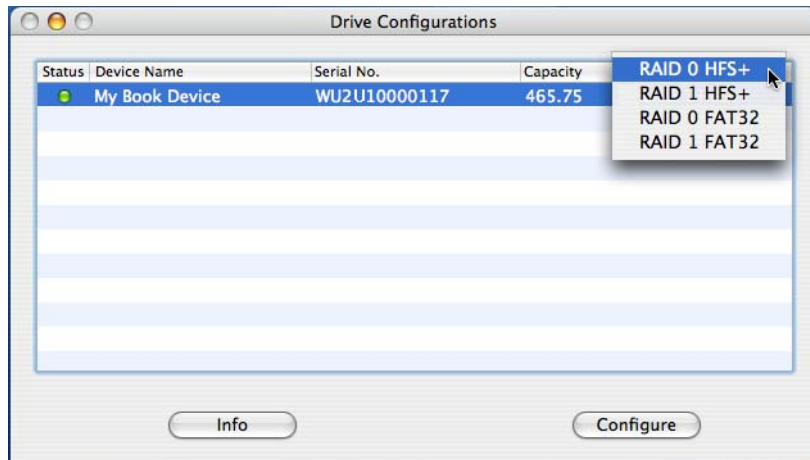 Drive Configurations
Status Device Name Serial No. Capacity
My Book Device WU2U10000117 465.75
RAID 0 HFS+
RAID 1 HFS+
RAID 0 FAT32
RAID 1 FAT32
Info Configure